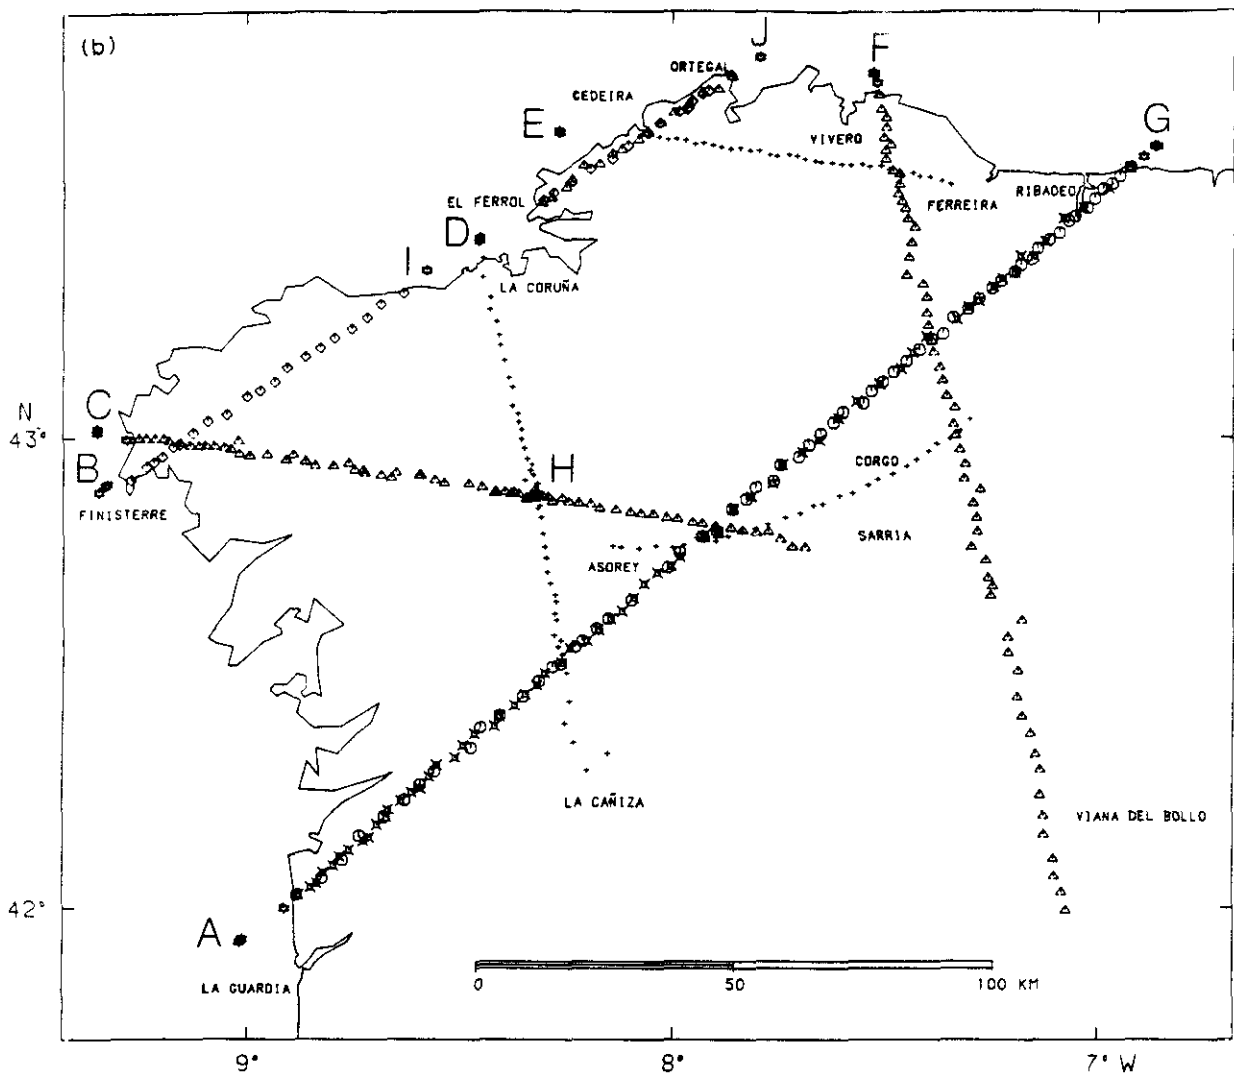 (b)
J
F
ORTEGAL
CEDEIRA
E
G
VIVERO
RIBADEO
EL FERROL
FERREIRA
D
I
LA CORUÑA
C
N
43°
B
H
CORGO
FINISTERRE
SARRIA
ASOREY
LA CAÑIZA
VIANA DEL BOLLO
42°
A
LA GUARDIA
0 50 100 KM
9° 8° 7° W